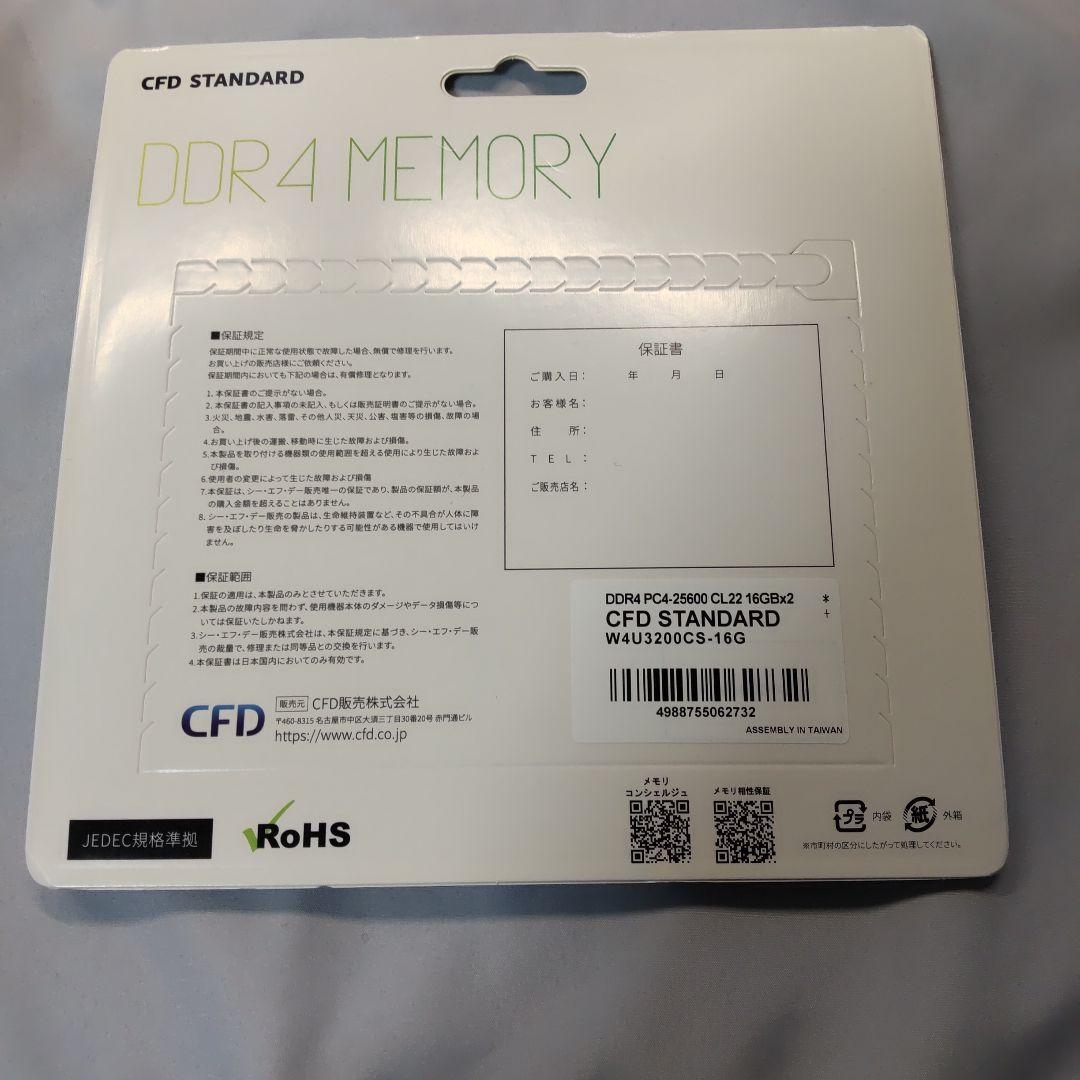 CFD STANDARD
DDR4 MEMORY
■保証規定
保証期間中に正常な使用状態で故障した場合、無償で修理を行います。
お買い上げの販売店様にご依頼ください。
保証期間内においても下記の場合は、有償修理となります。
1. 本保証書のご提示がない場合。
2. 本保証書の記入事項の未記入、もしくは販売証明書のご提示がない場合。
3. 火災、地震、水害、落雷、その他人災、天災、公害、塩害等の損傷、故障の場
合。
4. お買い上げ後の運搬、移動時に生じた故障および損傷。
5. 本製品を取り付ける機器類の使用範囲を超える使用により生じた故障およ
び損傷。
6. 使用者の変更によって生じた故障および損傷
7. 本保証は、シー・エフ・デー販売唯一の保証であり、製品の保証額が、本製品
の購入金額を超えることはありません。
8. シー・エフ・デー販売の製品は、生命維持装置など、その不具合が人体に障
害を及ぼしたり生命を脅かしたりする可能性がある機器で使用してはいけ
ません。
■保証範囲
1. 保証の適用は、本製品のみとさせていただきます。
2. 本製品の故障内容を問わず、使用機器本体のダメージやデータ損傷等につ
いては保証いたしかねます。
3. シー・エフ・デー販売株式会社は、本保証規定に基づき、シー・エフ・デー販
売の裁量で、修理または同等品との交換を行います。
4. 本保証書は日本国内においてのみ有効です。
保証書
ご購入日： 年 月 日
お客様名：
住 所：
T E L ：
ご販売店名：
DDR4 PC4-25600 CL22 16GBx2 *
CFD STANDARD +
W4U3200CS-16G
4988755062732
ASSEMBLY IN TAIWAN
CFD 販売元 CFD販売株式会社
〒460-8315 名古屋市中区大須三丁目30番20号 赤門通ビル
https://www.cfd.co.jp
JEDEC規格準拠
RoHS
メモリ
コンシェルジュ
メモリ相性保証
プラ 内袋 紙 外箱
※市町村の区分にしたがって処理してください。